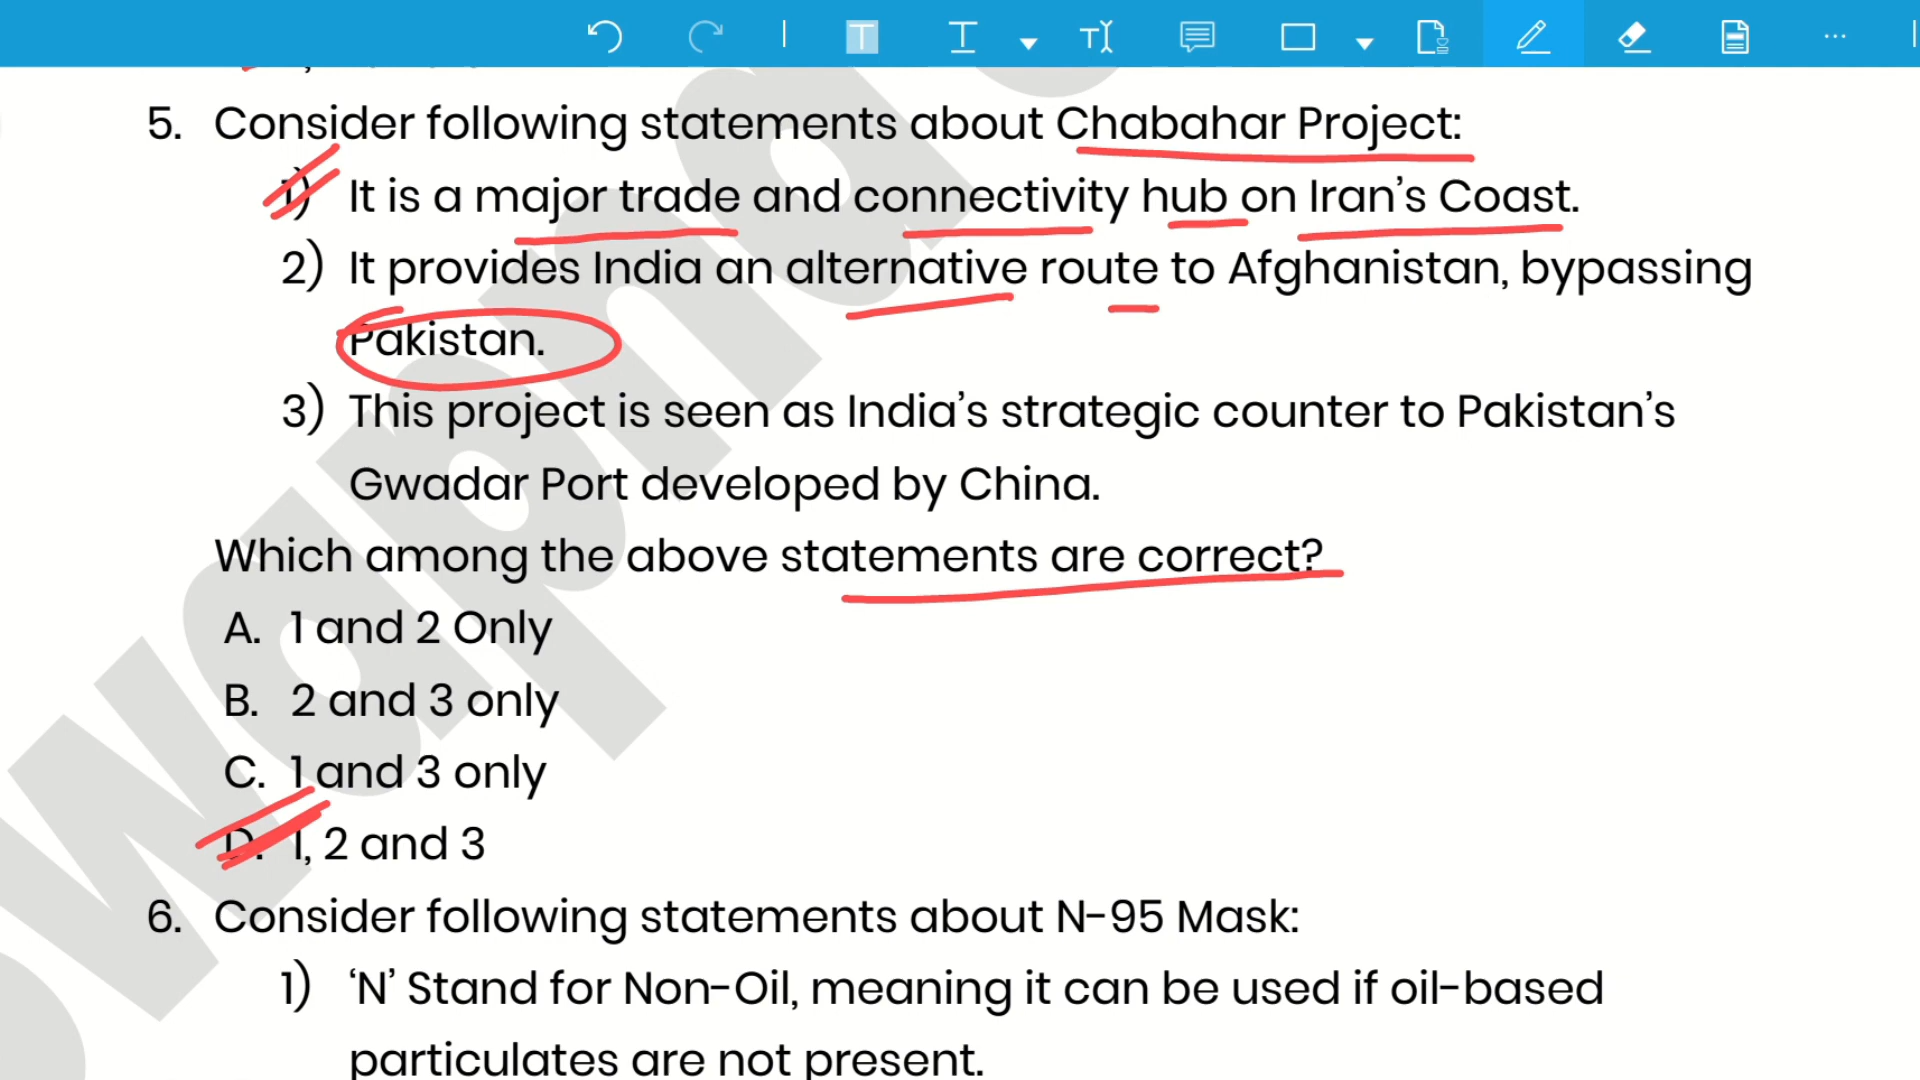 5. Consider following statements about Chabahar Project:
1) It is a major trade and connectivity hub on Iran's Coast.
2) It provides India an alternative route to Afghanistan, bypassing
Pakistan.
3) This project is seen as India's strategic counter to Pakistan's
Gwadar Port developed by China.
Which among the above statements are correct?
A. 1 and 2 Only
B. 2 and 3 only
C. 1 and 3 only
D. 1, 2 and 3
6. Consider following statements about N-95 Mask:
1) 'N' Stand for Non-Oil, meaning it can be used if oil-based
particulates are not present.